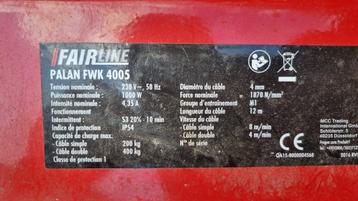 FAIRLINE
PALAN FWK 4005
Tension nominale : 230 V~, 50 Hz
Puissance nominale : 1000 W
Intensité nominale : 4,35 A
Fonctionnement
Intermittent : S3 20% - 10 min
Indice de protection : IP54
Capacité de charge max. :
- Câble simple 200 kg
- Câble double 400 kg
Classe de protection I
Diamètre du câble : 4 mm
Force nominale : 1870 N/mm²
Groupe d'entraînement : M1
Longueur du câble : 12 m
Vitesse du câble
- Câble simple : 8 m/min
- Câble double : 4 m/min
N° de série :
CE
MCC Trading
International GmbH
40235 Düsseldorf